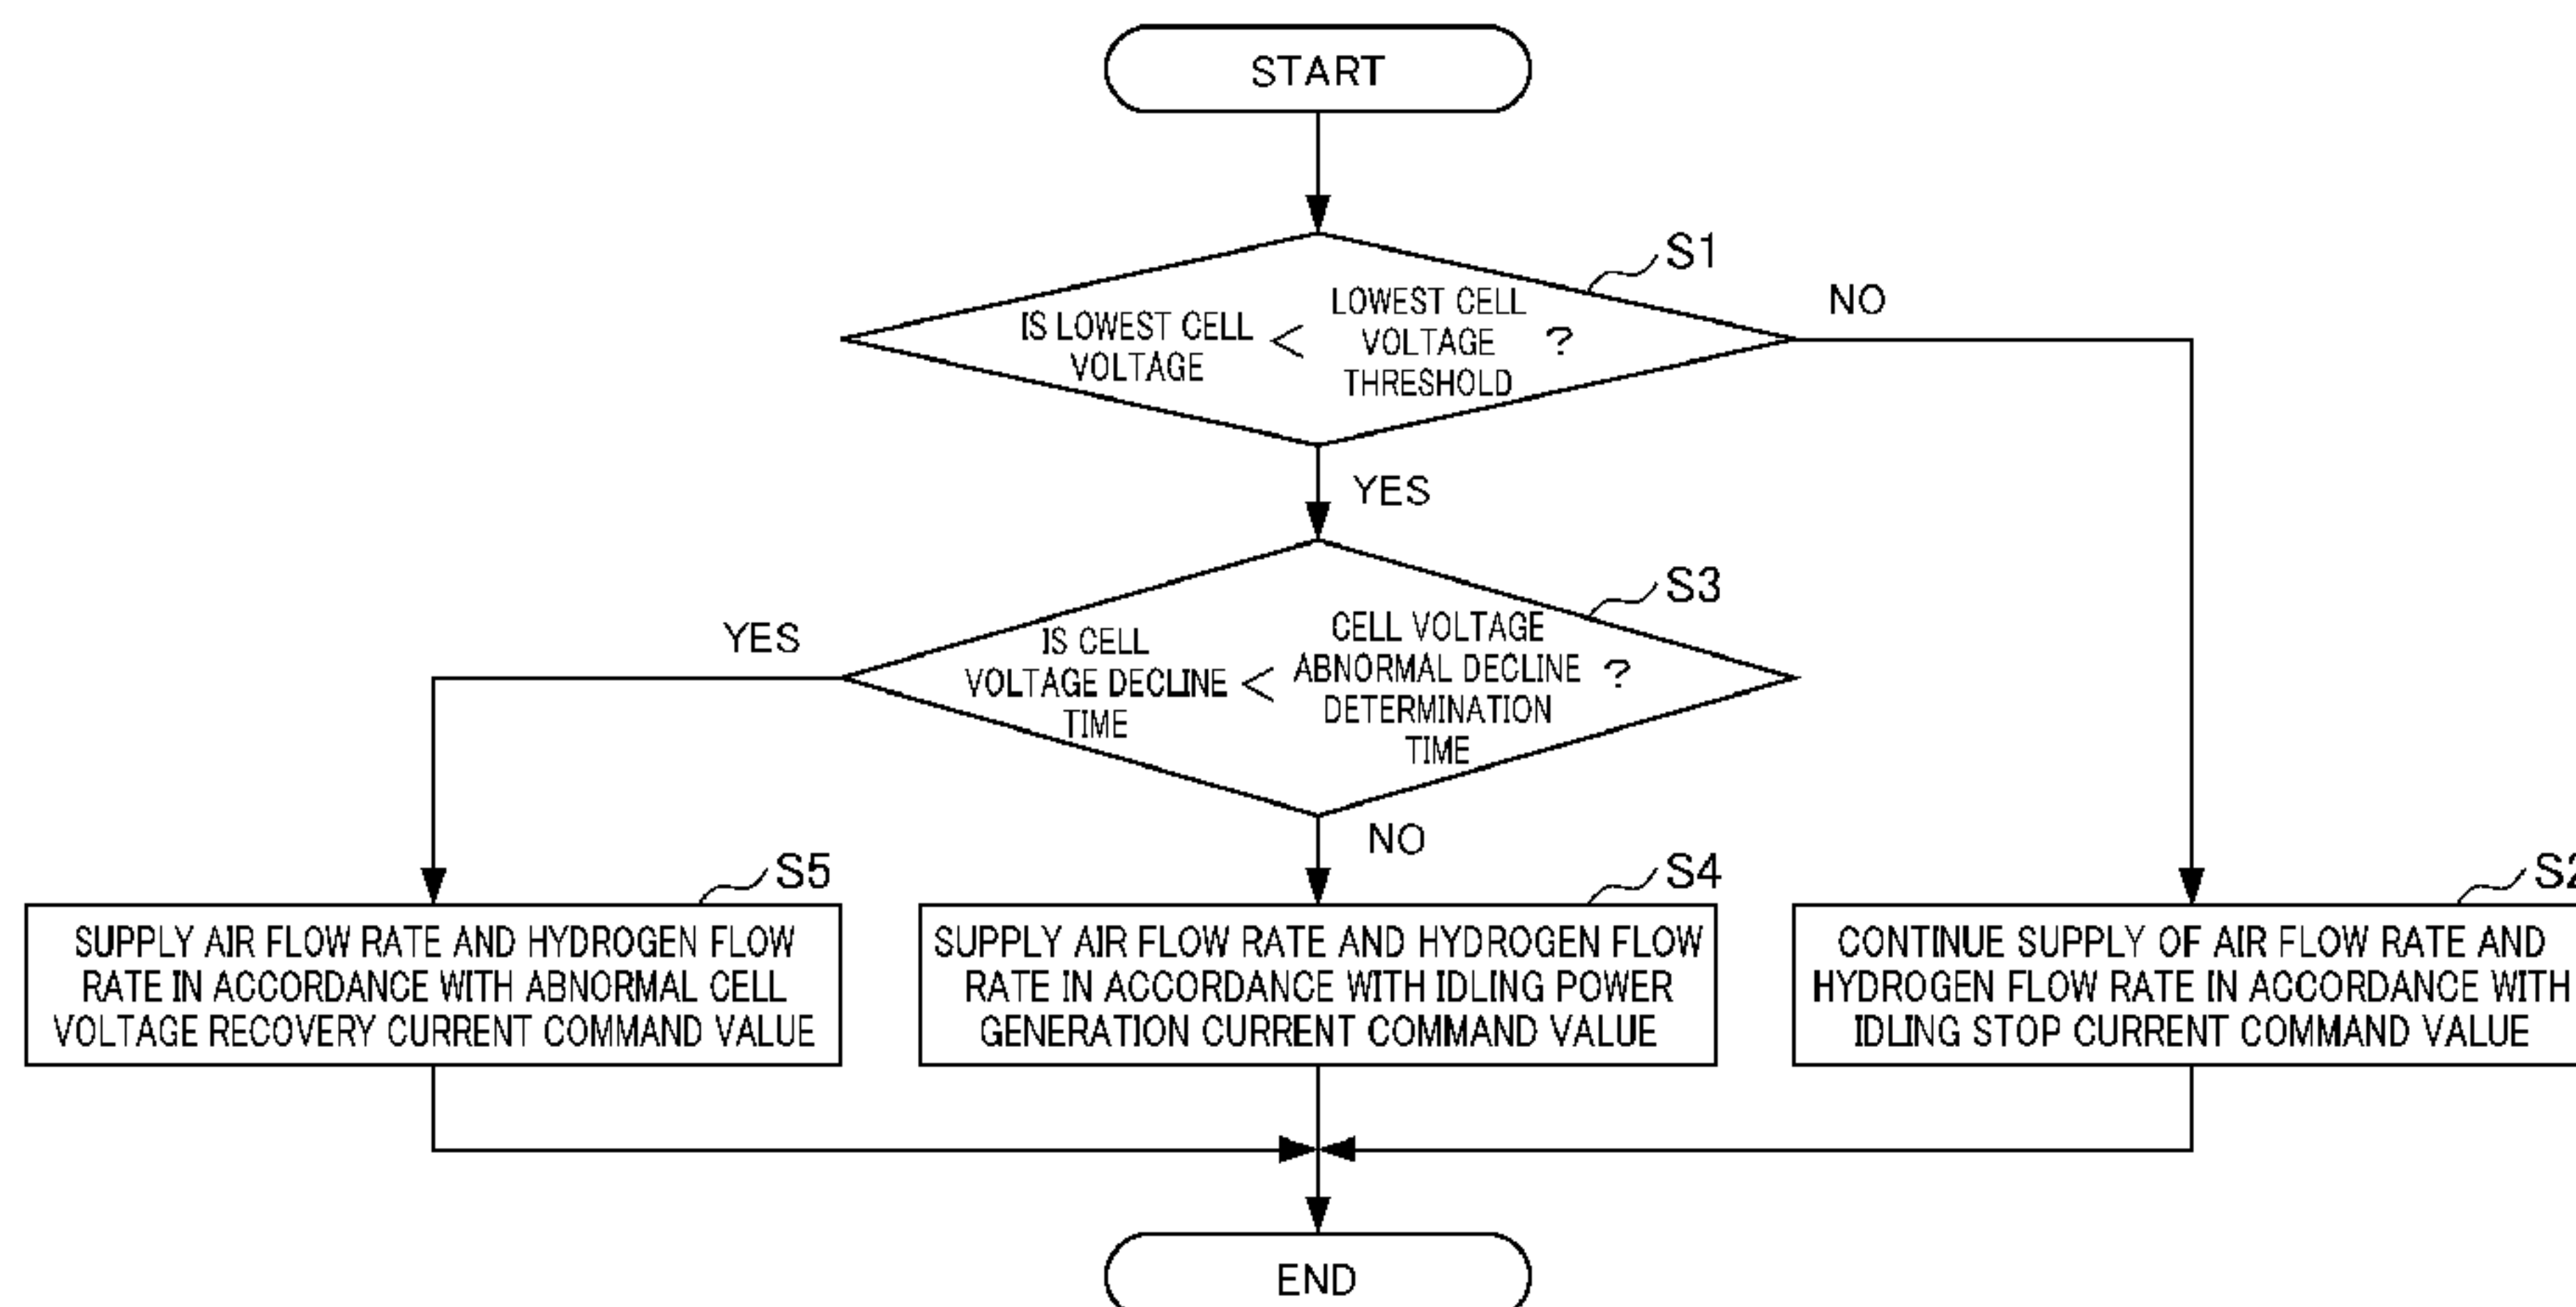 START
S1
IS LOWEST CELL
VOLTAGE
<
LOWEST CELL
VOLTAGE
THRESHOLD
?
NO
YES
S3
IS CELL
VOLTAGE DECLINE
TIME
<
CELL VOLTAGE
ABNORMAL DECLINE
DETERMINATION
TIME
?
YES
NO
S5
SUPPLY AIR FLOW RATE AND HYDROGEN FLOW
RATE IN ACCORDANCE WITH ABNORMAL CELL
VOLTAGE RECOVERY CURRENT COMMAND VALUE
S4
SUPPLY AIR FLOW RATE AND HYDROGEN FLOW
RATE IN ACCORDANCE WITH IDLING POWER
GENERATION CURRENT COMMAND VALUE
S2
CONTINUE SUPPLY OF AIR FLOW RATE AND
HYDROGEN FLOW RATE IN ACCORDANCE WITH
IDLING STOP CURRENT COMMAND VALUE
END